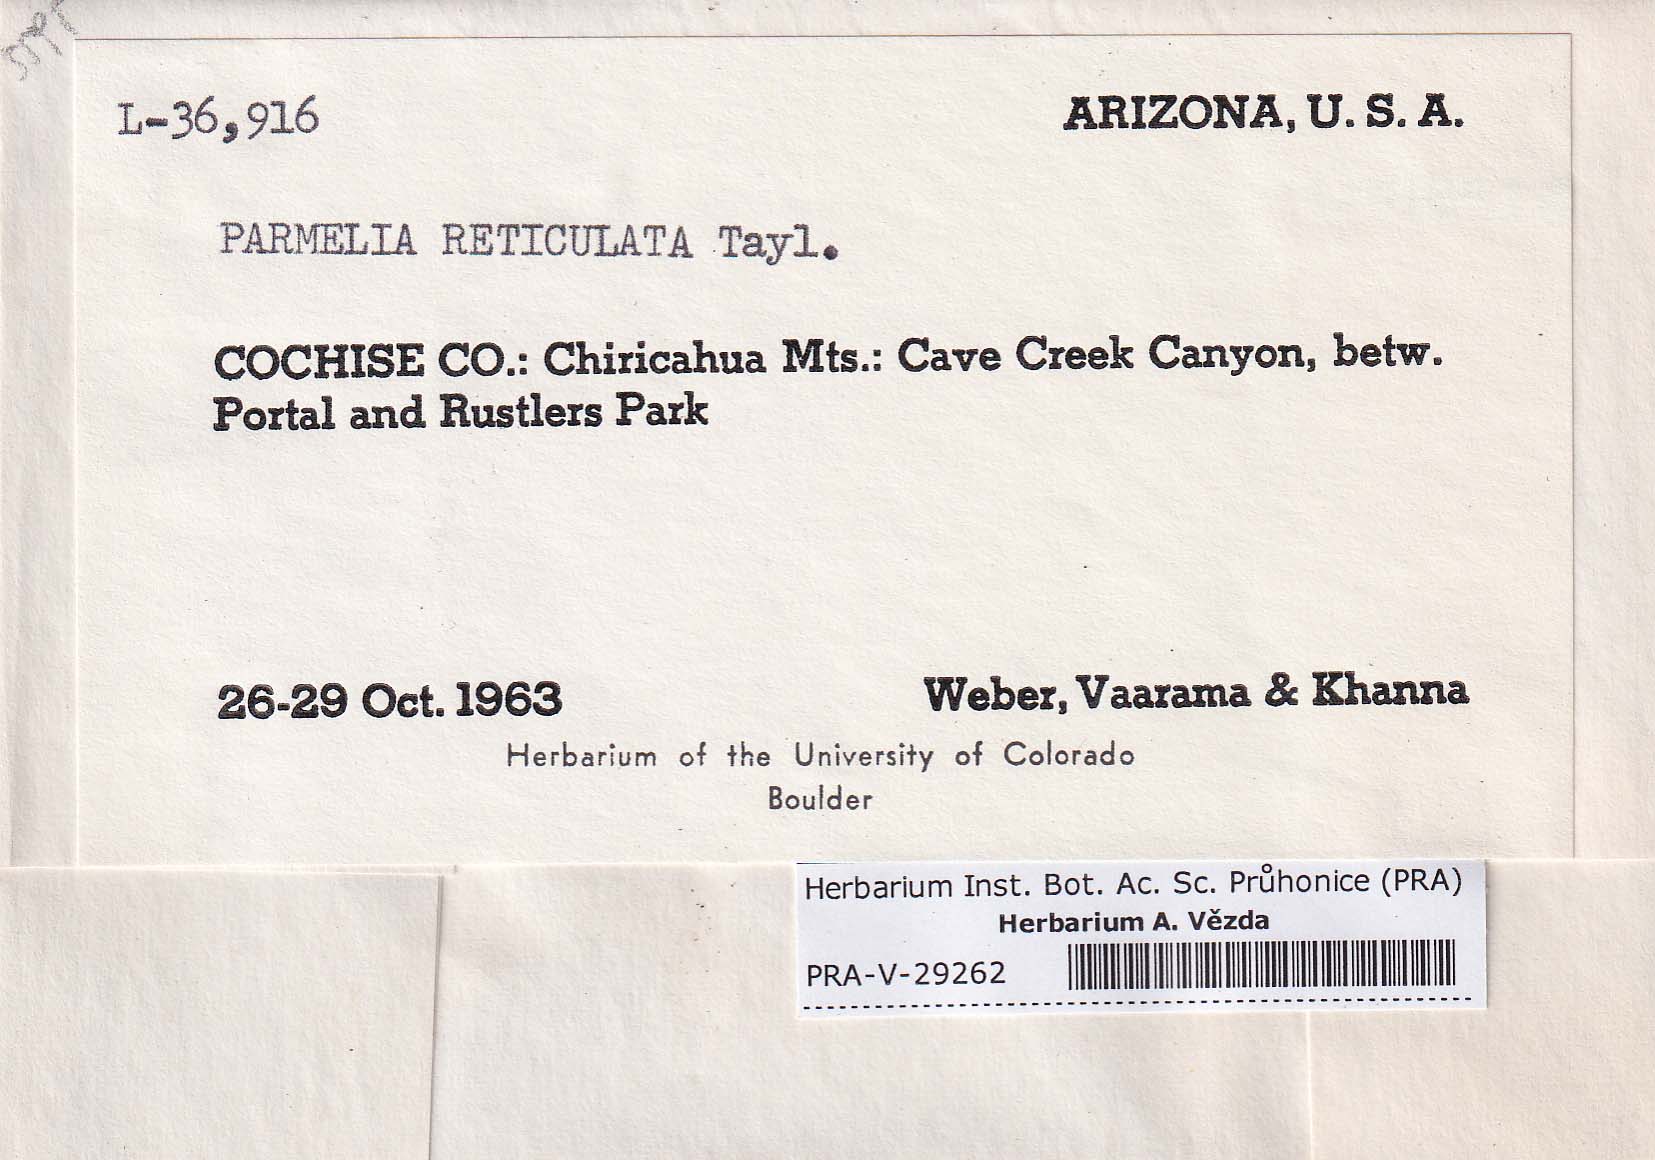 L-36,916
ARIZONA, U. S. A.
PARMELIA RETICULATA Tayl.
COCHISE CO.: Chiricahua Mts.: Cave Creek Canyon, betw.
Portal and Rustlers Park
26-29 Oct. 1963
Weber, Vaarama & Khanna
Herbarium of the University of Colorado
Boulder
Herbarium Inst. Bot. Ac. Sc. Průhonice (PRA)
Herbarium A. Vězda
PRA-V-29262